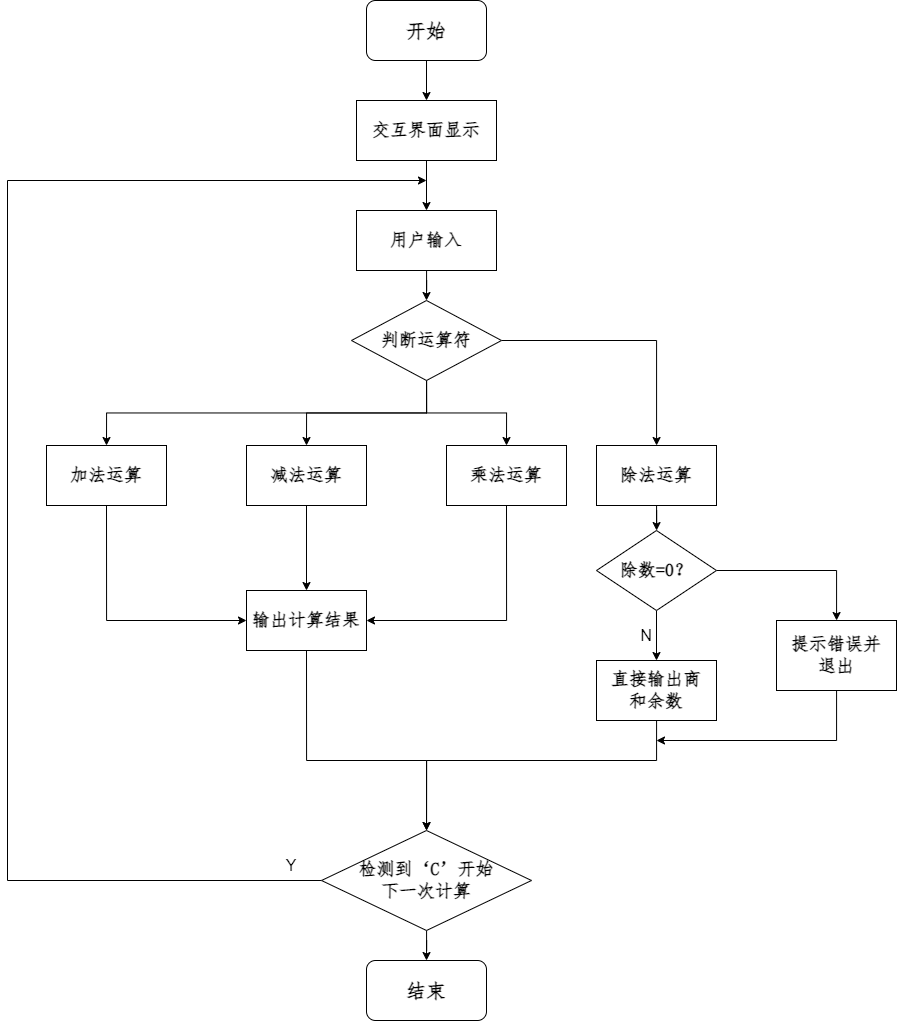 开始
交互界面显示
用户输入
判断运算符
加法运算
减法运算
乘法运算
除法运算
除数=0?
输出计算结果
N
提示错误并
退出
直接输出商
和余数
Y
检测到‘C’开始
下一次计算
结束